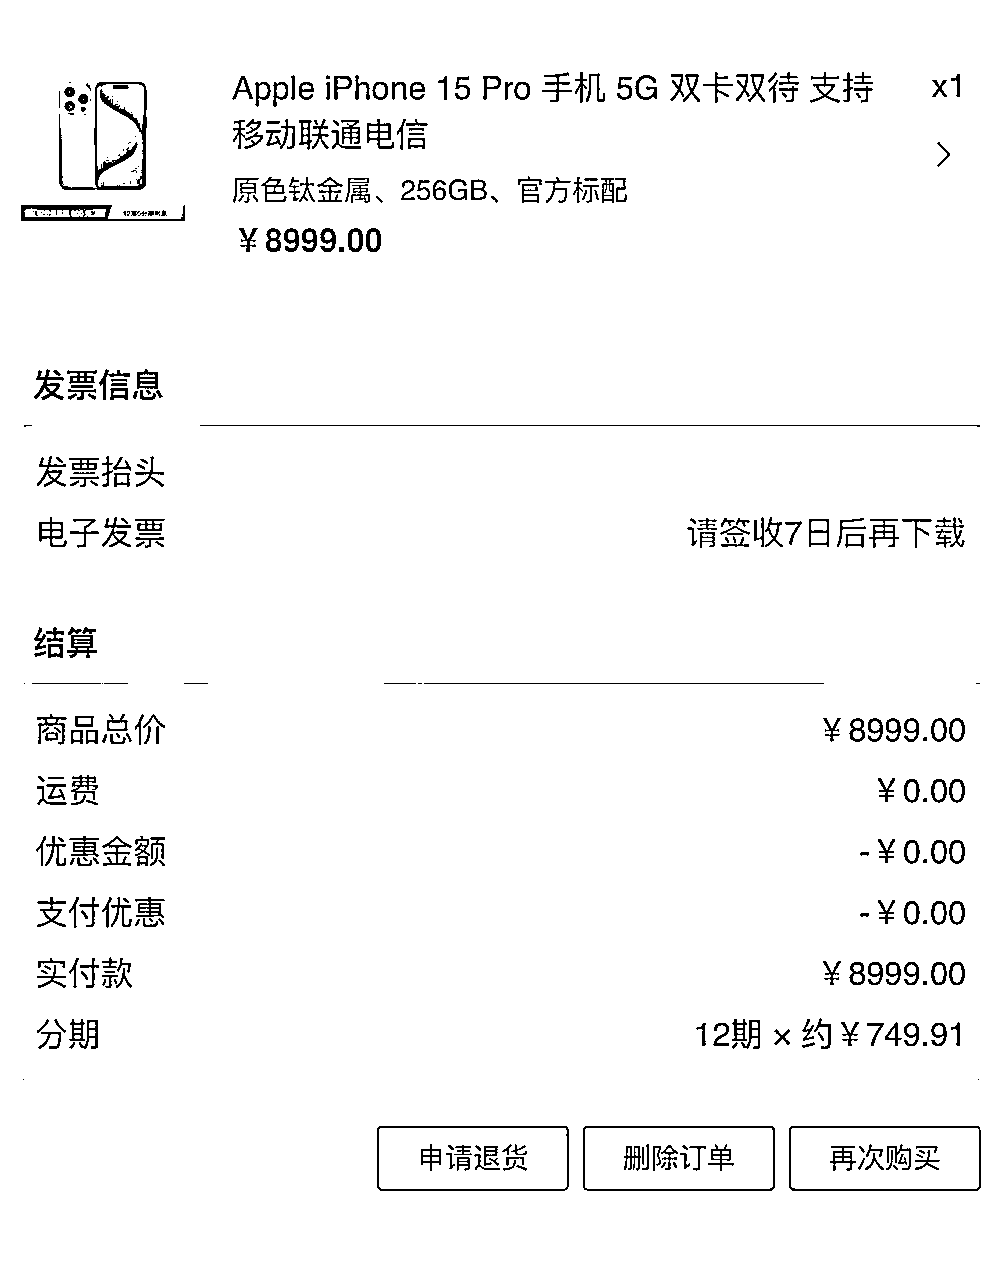 Apple iPhone 15 Pro 手机 5G 双卡双待 支持
移动联通电信
x1
原色钛金属、256GB、官方标配
¥8999.00
发票信息
发票抬头
电子发票 请签收7日后再下载
结算
商品总价 ¥8999.00
运费 ¥0.00
优惠金额 -¥0.00
支付优惠 -¥0.00
实付款 ¥8999.00
分期 12期 × 约¥749.91
申请退货 删除订单 再次购买